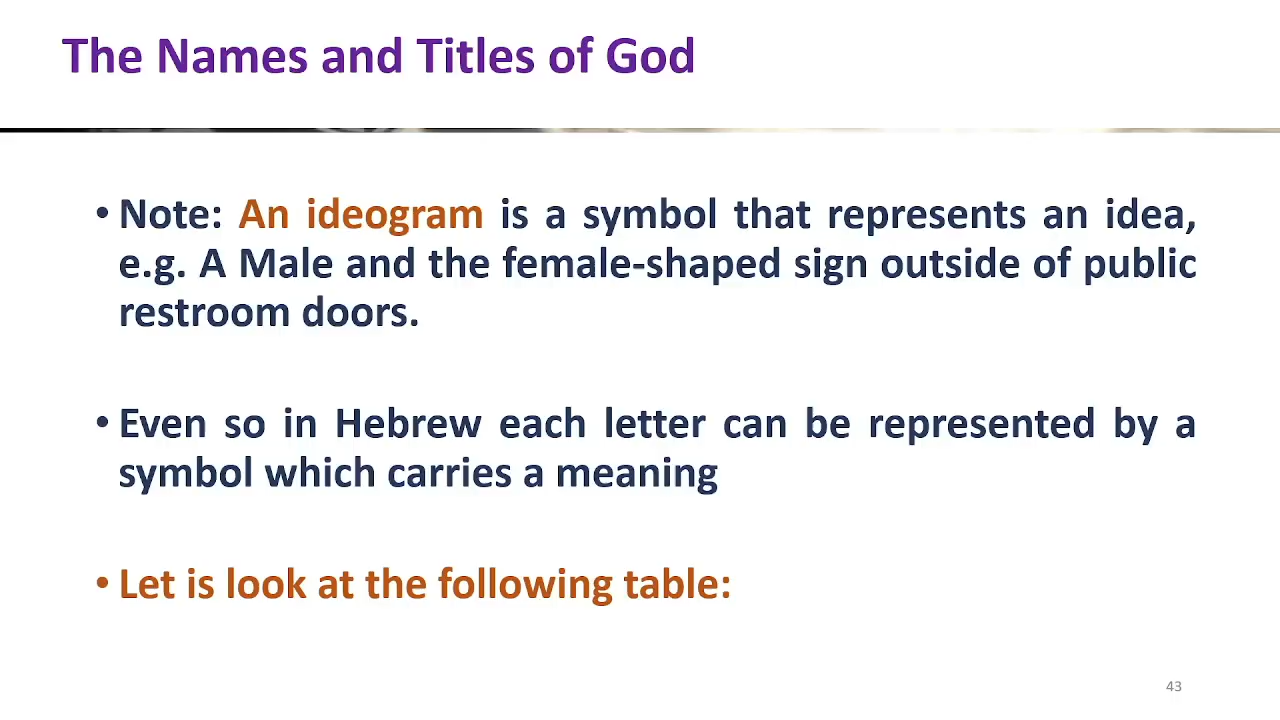 The Names and Titles of God
• Note: An ideogram is a symbol that represents an idea,
e.g. A Male and the female-shaped sign outside of public
restroom doors.
• Even so in Hebrew each letter can be represented by a
symbol which carries a meaning
• Let is look at the following table:
43